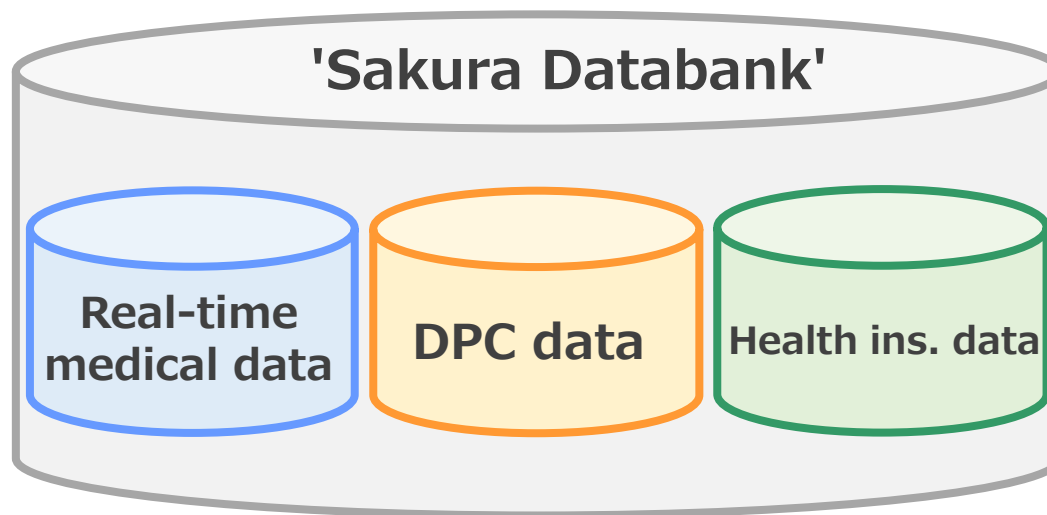 'Sakura Databank'
Real-time
medical data
DPC data
Health ins. data